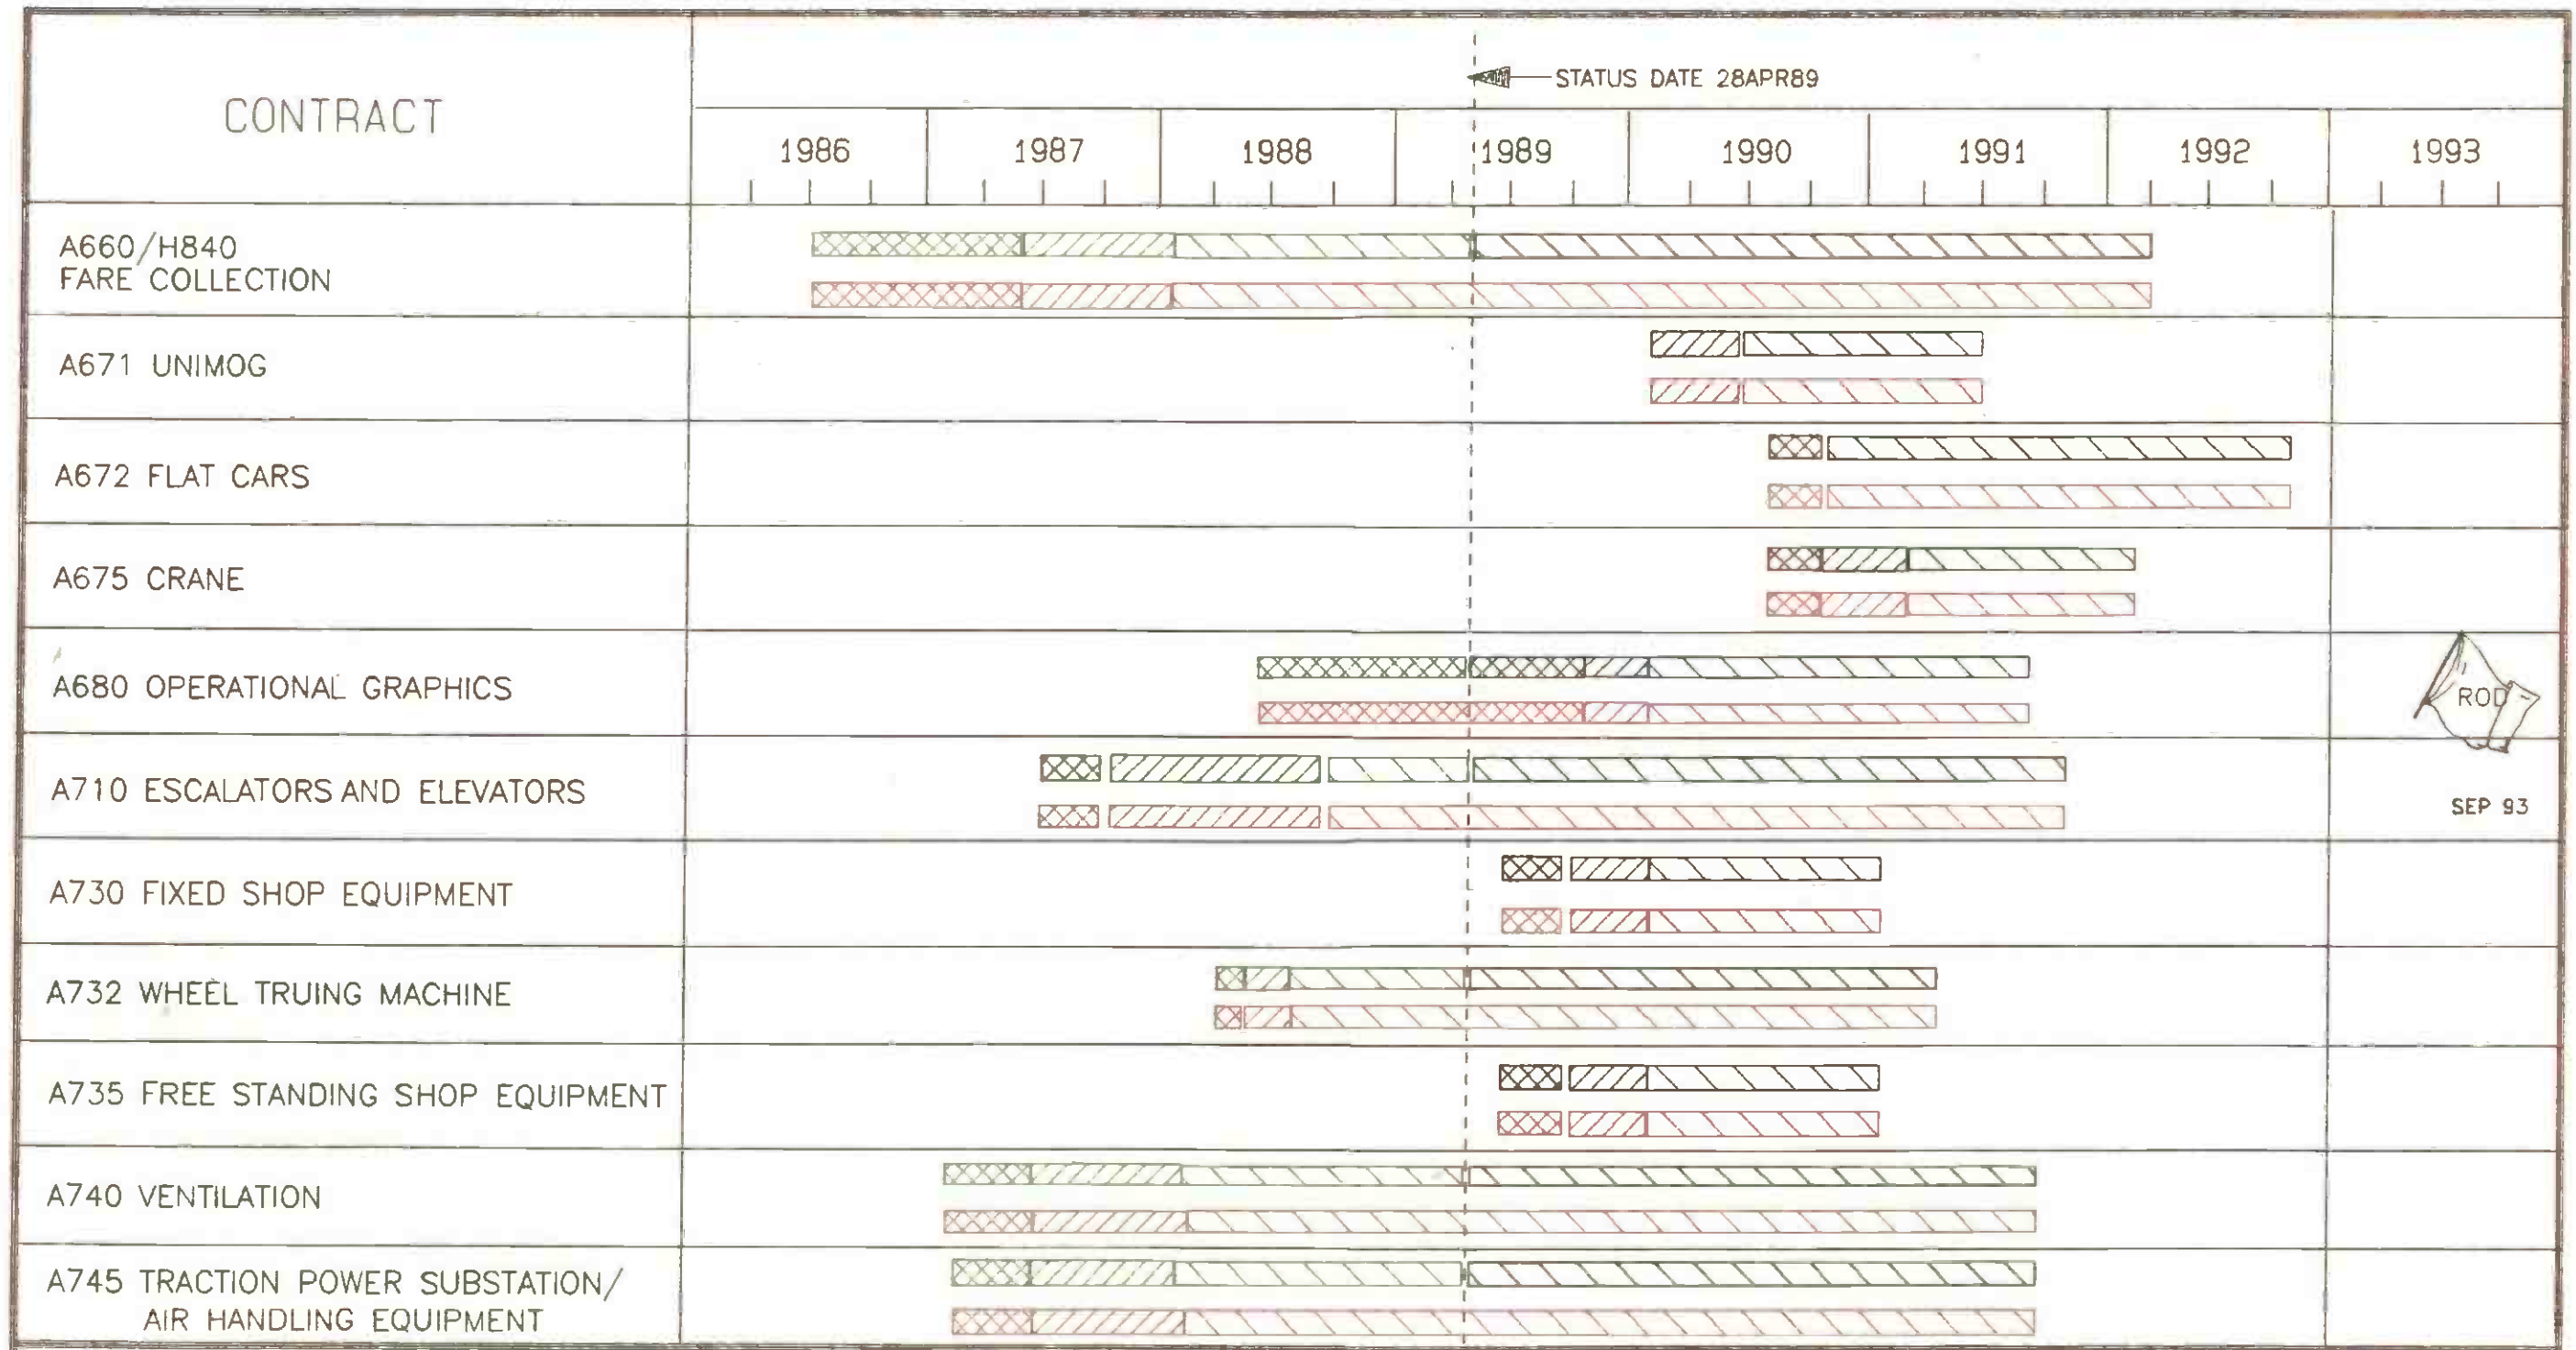 STATUS DATE 28APR89
CONTRACT
1986 1987 1988 1989 1990 1991 1992 1993
A660/H840
FARE COLLECTION
A671 UNIMOG
A672 FLAT CARS
A675 CRANE
A680 OPERATIONAL GRAPHICS
ROD
A710 ESCALATORS AND ELEVATORS
SEP 93
A730 FIXED SHOP EQUIPMENT
A732 WHEEL TRUING MACHINE
A735 FREE STANDING SHOP EQUIPMENT
A740 VENTILATION
A745 TRACTION POWER SUBSTATION/
AIR HANDLING EQUIPMENT